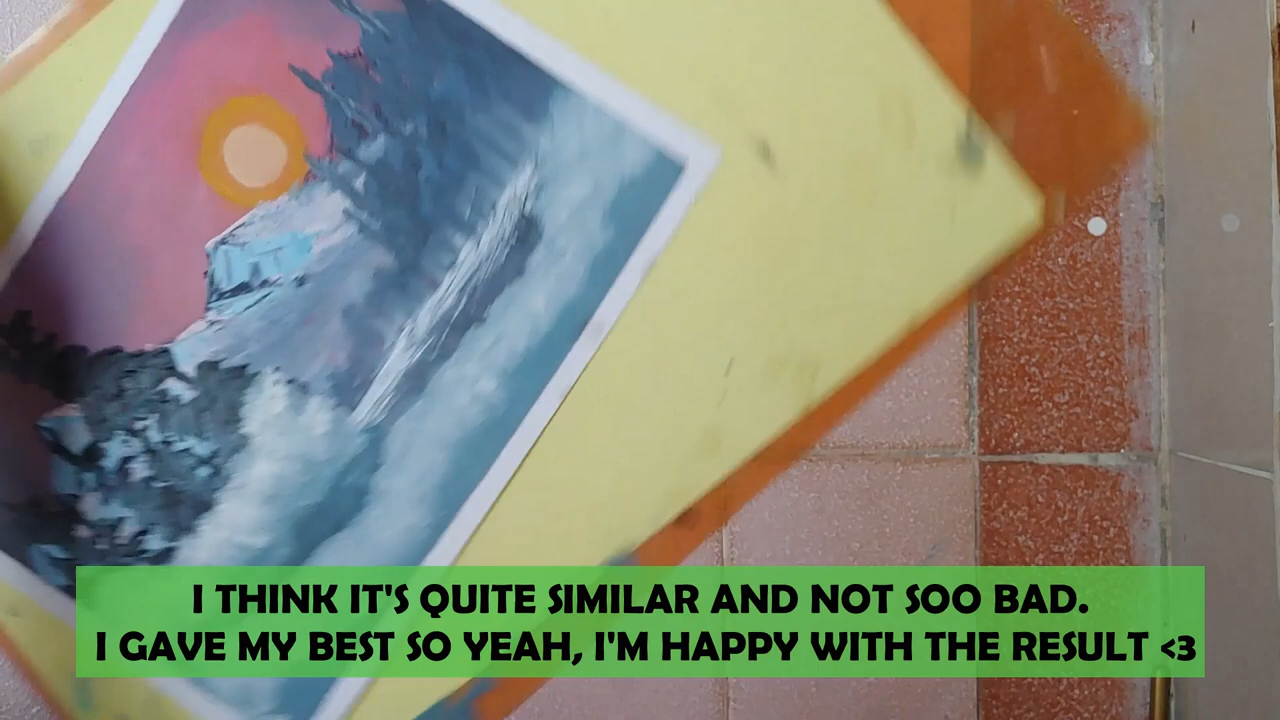 I THINK IT'S QUITE SIMILAR AND NOT SOO BAD.
I GAVE MY BEST SO YEAH, I'M HAPPY WITH THE RESULT <3